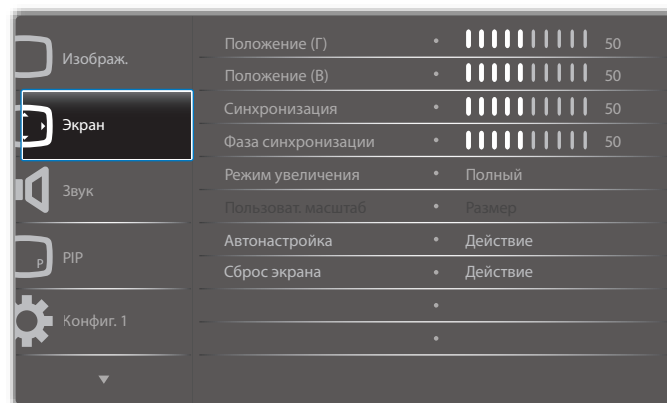 Изображ.
Экран
Звук
P
PIP
Конфиг. 1
Положение (Г) • 50
Положение (В) • 50
Синхронизация • 50
Фаза синхронизации • 50
Режим увеличения • Полный
Пользоват. масштаб • Размер
Автонастройка • Действие
Сброс экрана • Действие